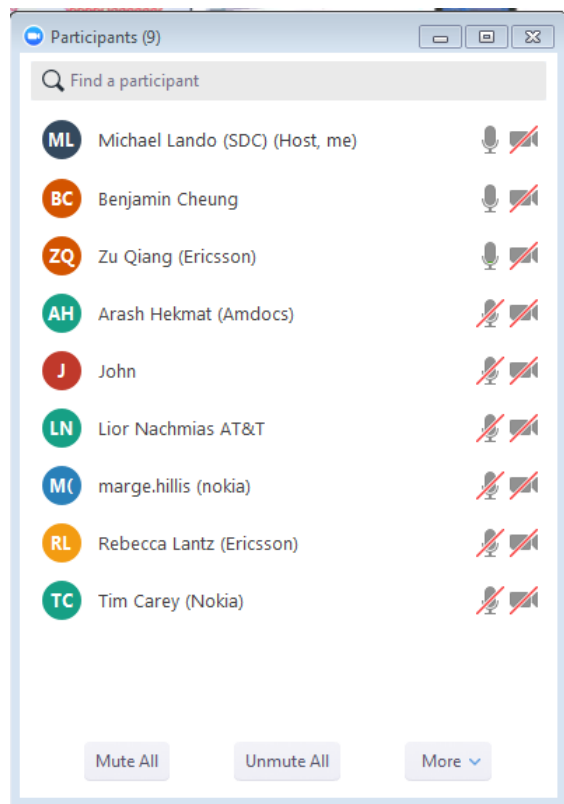 Participants (9)
Find a participant
ML Michael Lando (SDC) (Host, me)
BC Benjamin Cheung
ZQ Zu Qiang (Ericsson)
AH Arash Hekmat (Amdocs)
J John
LN Lior Nachmias AT&T
M( marge.hillis (nokia)
RL Rebecca Lantz (Ericsson)
TC Tim Carey (Nokia)
Mute All Unmute All More